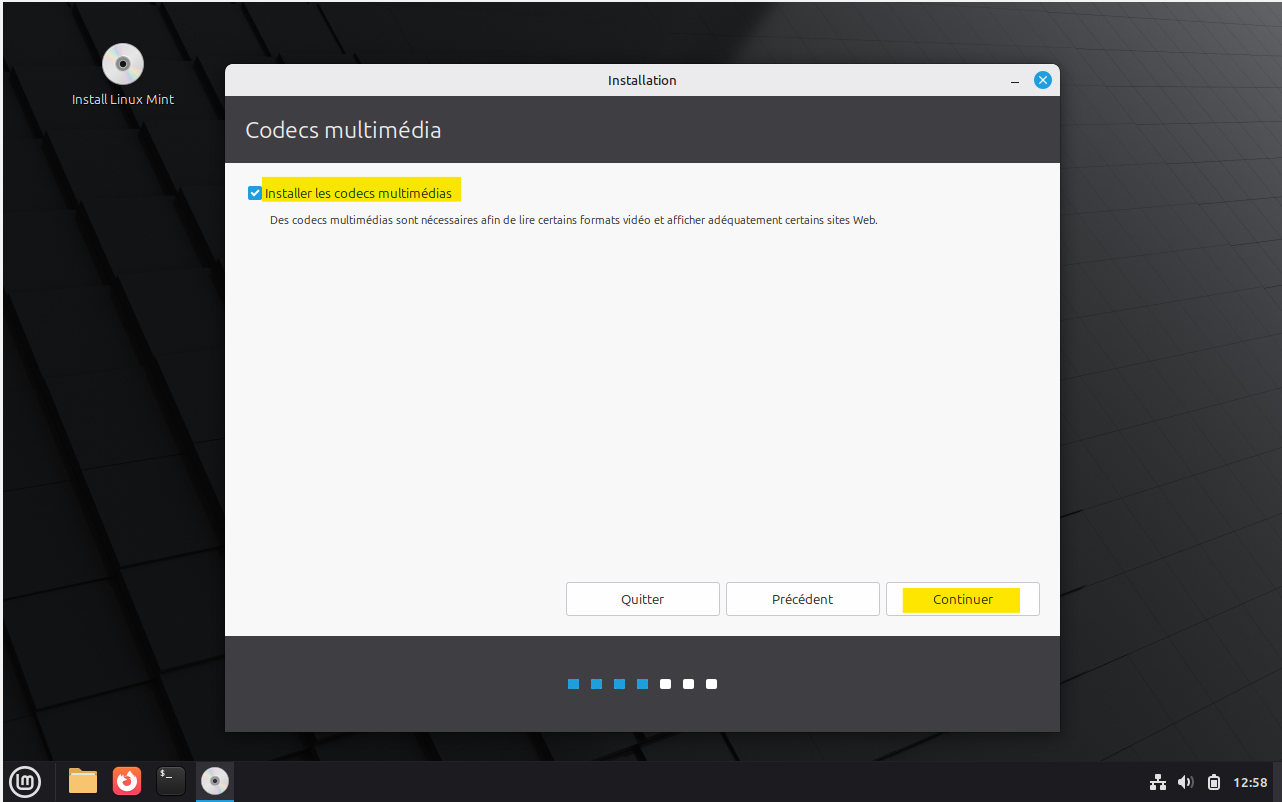 Install Linux Mint
Installation
Codecs multimédia
Installer les codecs multimédias
Des codecs multimédias sont nécessaires afin de lire certains formats vidéo et afficher adéquatement certains sites Web.
Quitter
Précédent
Continuer
$_
lm
12:58